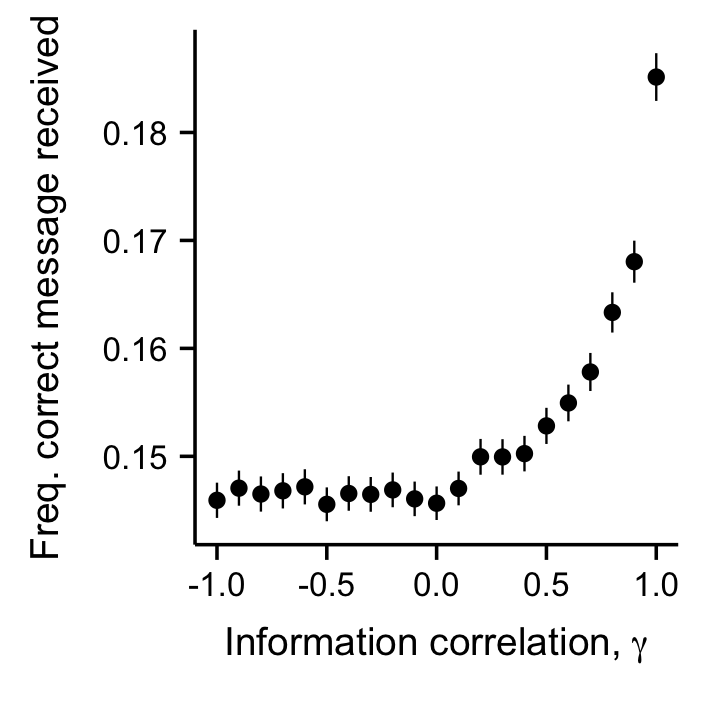 Freq. correct message received
0.18
0.17
0.16
0.15
-1.0 -0.5 0.0 0.5 1.0
Information correlation, γ